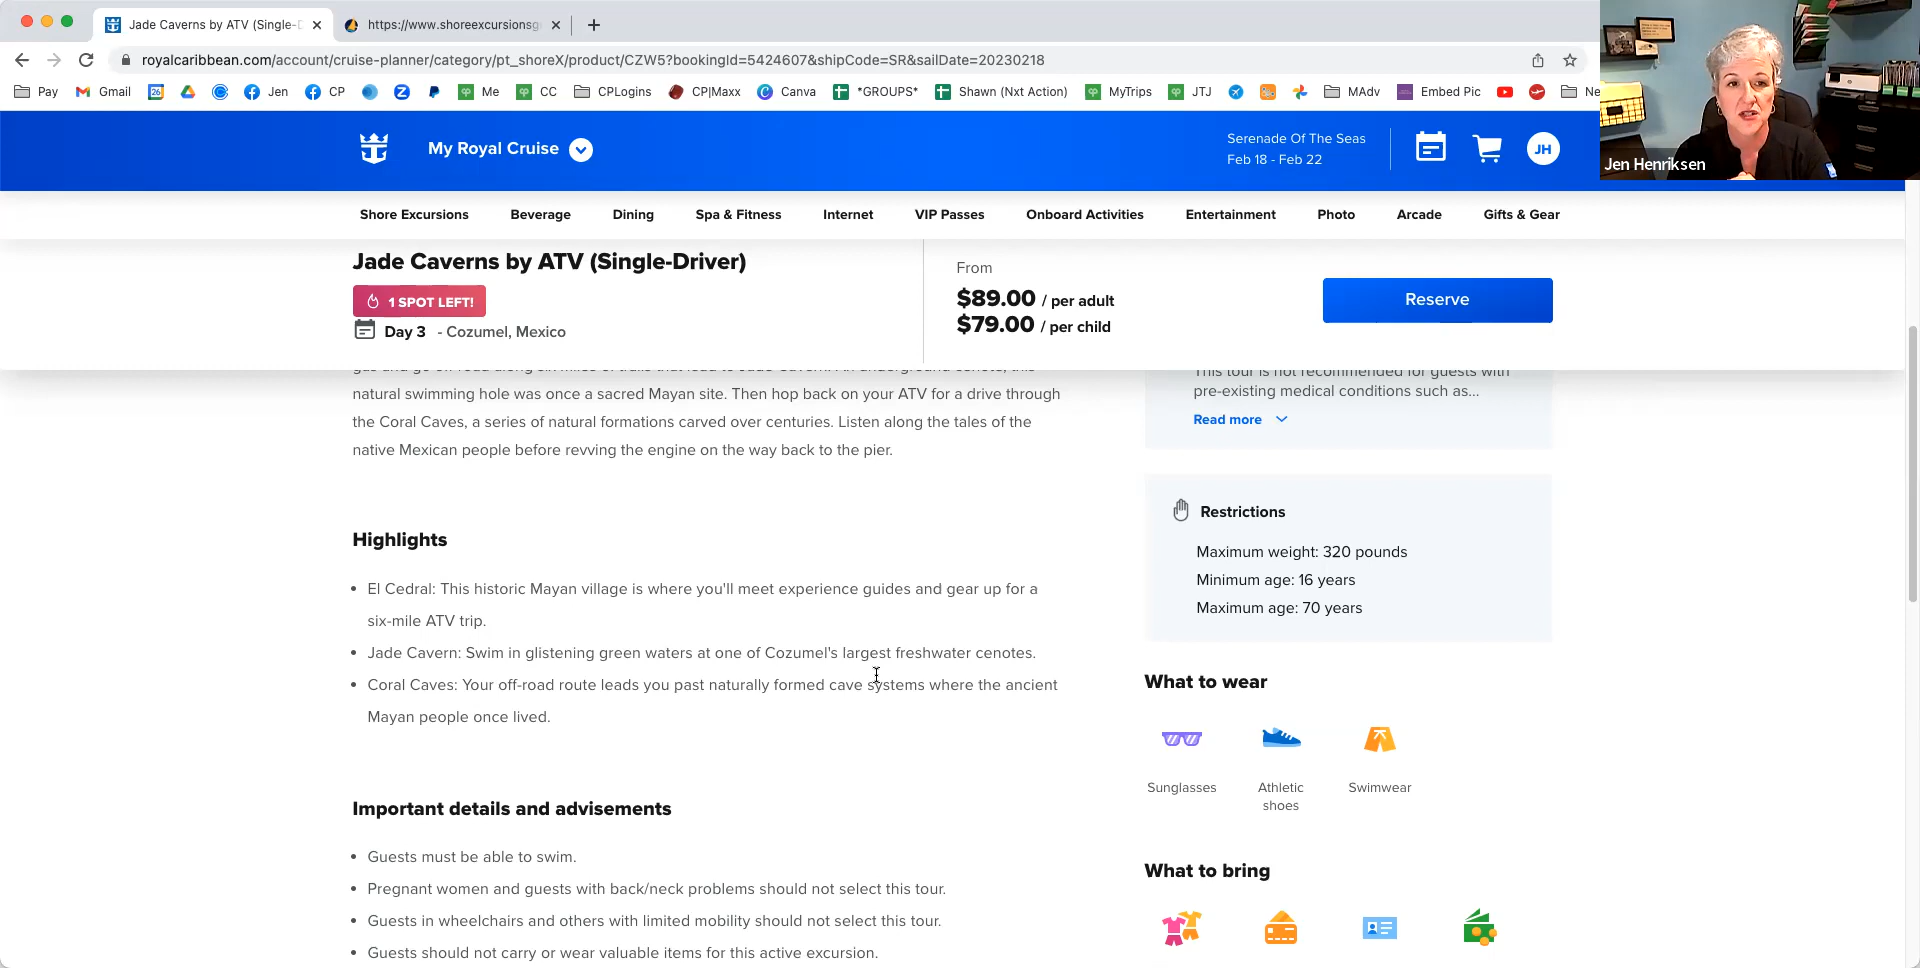 Jade Caverns by ATV (Single-D
https://www.shoreexcursionsg
royalcaribbean.com/account/cruise-planner/category/pt_shoreX/product/CZW5?bookingId=5424607&shipCode=SR&sailDate=20230218
Pay Gmail 26 Jen CP Me CC CPLogins CP|Maxx Canva *GROUPS* Shawn (Nxt Action) MyTrips JTJ MAdv Embed Pic Ne
Jen Henriksen
My Royal Cruise
Serenade Of The Seas
Feb 18 - Feb 22
JH
Shore Excursions Beverage Dining Spa & Fitness Internet VIP Passes Onboard Activities Entertainment Photo Arcade Gifts & Gear
Jade Caverns by ATV (Single-Driver)
1 SPOT LEFT!
Day 3 - Cozumel, Mexico
From
$89.00 / per adult
$79.00 / per child
Reserve
natural swimming hole was once a sacred Mayan site. Then hop back on your ATV for a drive through
the Coral Caves, a series of natural formations carved over centuries. Listen along the tales of the
native Mexican people before revving the engine on the way back to the pier.
Highlights
• El Cedral: This historic Mayan village is where you'll meet experience guides and gear up for a
six-mile ATV trip.
• Jade Cavern: Swim in glistening green waters at one of Cozumel's largest freshwater cenotes.
• Coral Caves: Your off-road route leads you past naturally formed cave systems where the ancient
Mayan people once lived.
Important details and advisements
• Guests must be able to swim.
• Pregnant women and guests with back/neck problems should not select this tour.
• Guests in wheelchairs and others with limited mobility should not select this tour.
• Guests should not carry or wear valuable items for this active excursion.
This tour is not recommended for guests with
pre-existing medical conditions such as...
Read more
Restrictions
Maximum weight: 320 pounds
Minimum age: 16 years
Maximum age: 70 years
What to wear
Sunglasses
Athletic
shoes
Swimwear
What to bring